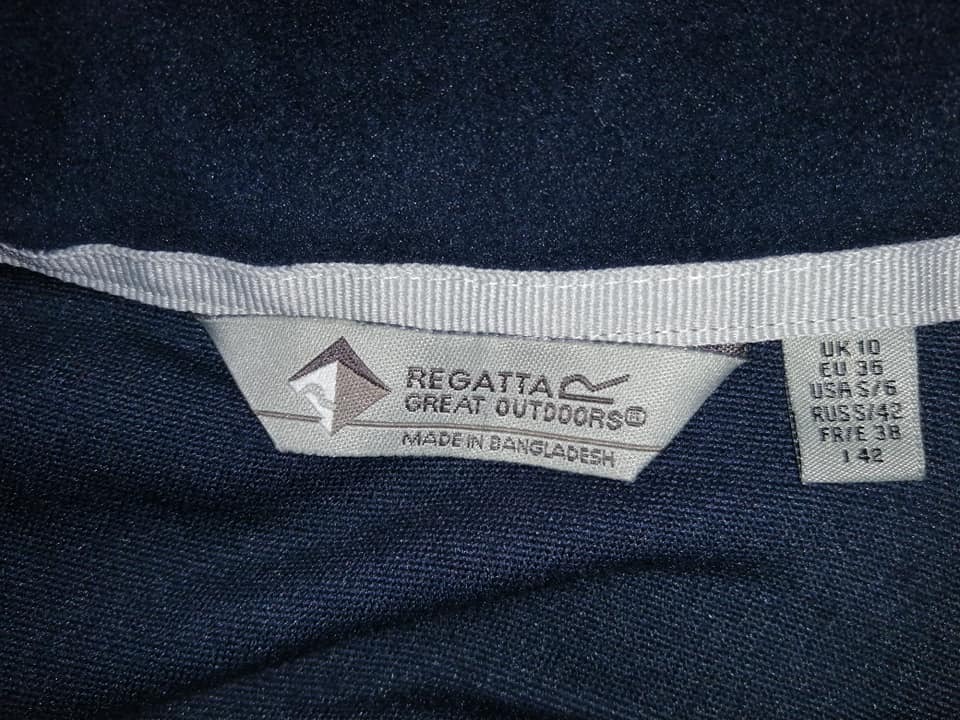 REGATTA
GREAT OUTDOORS®
MADE IN BANGLADESH
UK 10
EU 36
USA S/6
RUS S/42
FR/E 38
I 42